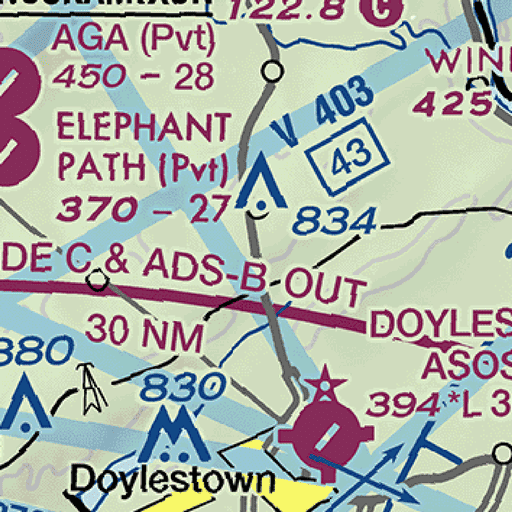 122.8 C
AGA (Pvt)
450 - 28
WIN
425
ELEPHANT
PATH (Pvt)
370 - 27
V 403
43
834
DE C & ADS-B OUT
30 NM
DOYLES
ASOS
394 *L 3
880
830
Doylestown